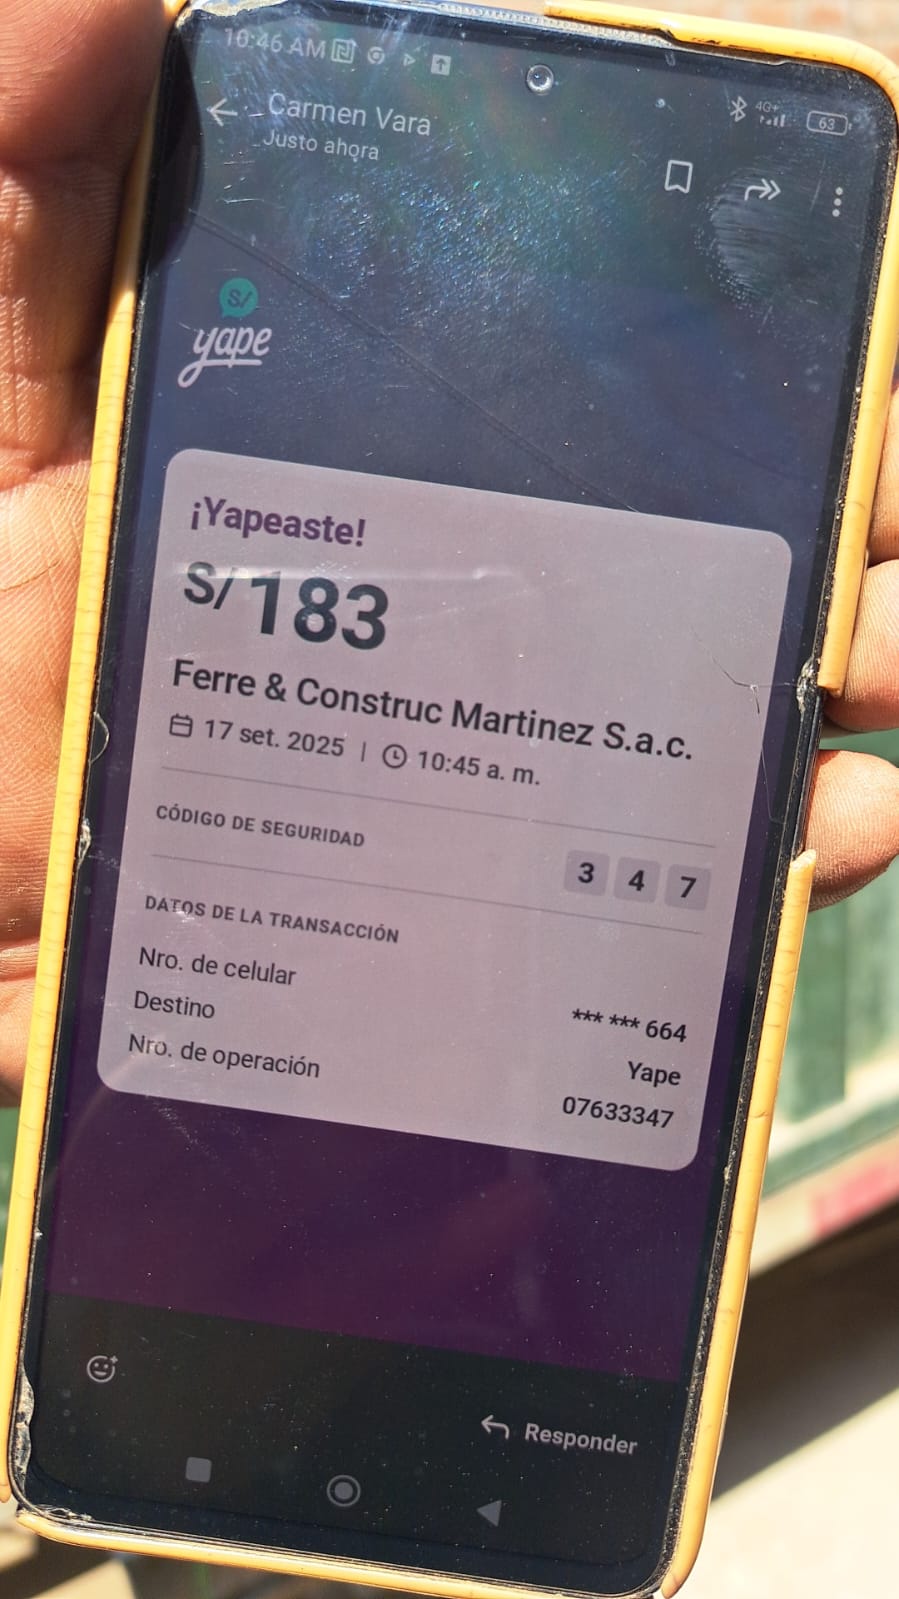 10:46 AM
4G+
63
Carmen Vara
Justo ahora
S/
yape
¡Yapeaste!
S/183
Ferre & Construc Martinez S.a.c.
17 set. 2025 | 10:45 a. m.
CÓDIGO DE SEGURIDAD 3 4 7
DATOS DE LA TRANSACCIÓN
Nro. de celular *** *** 664
Destino Yape
Nro. de operación 07633347
Responder